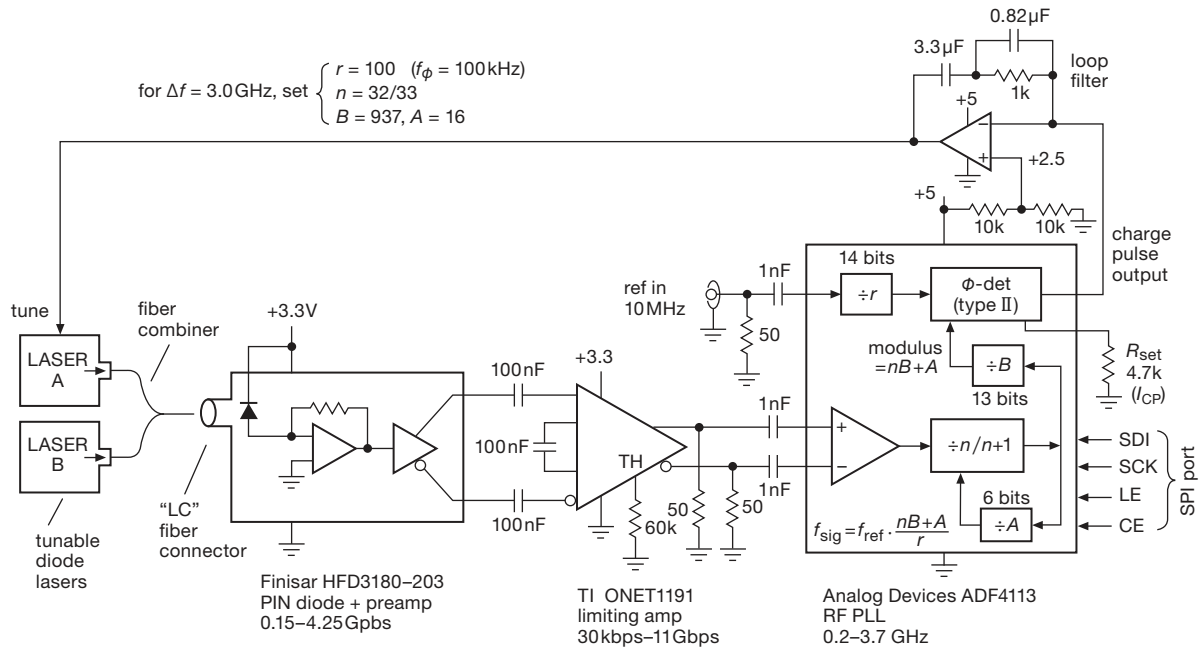 0.82µF
3.3µF
loop
filter
1k
for Δf = 3.0GHz, set
r = 100 (fϕ = 100kHz)
n = 32/33
B = 937, A = 16
+5
−
+
+2.5
+5
10k
10k
charge
pulse
output
14 bits
1nF
ref in
10MHz
÷r
Φ-det
(type II)
50
tune
fiber
combiner
+3.3V
LASER
A
LASER
B
100nF
+3.3
modulus
=nB+A
÷B
13 bits
Rset
4.7k
(ICP)
1nF
100nF
+
−
÷n/n+1
TH
1nF
SDI
SCK
LE
CE
SPI port
"LC"
fiber
connector
100nF
60k
50
50
6 bits
÷A
fsig = fref · nB+A
r
tunable
diode
lasers
Finisar HFD3180–203
PIN diode + preamp
0.15–4.25Gpbs
TI ONET1191
limiting amp
30kbps–11Gbps
Analog Devices ADF4113
RF PLL
0.2–3.7 GHz